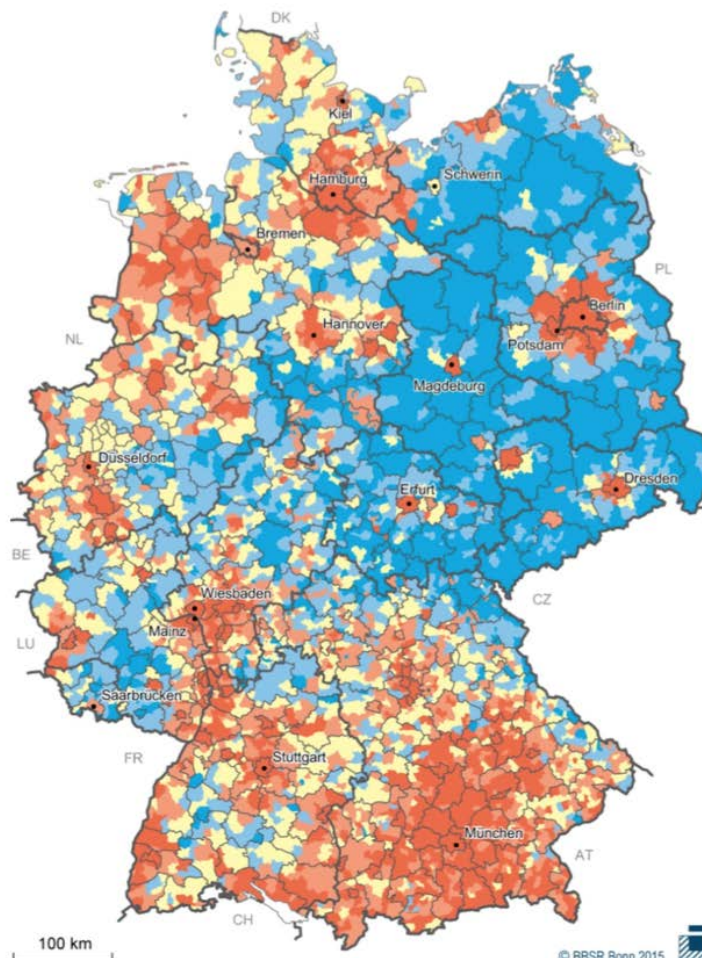 DK
Kiel
Schwerin
Hamburg
Bremen
PL
Berlin
Hannover
Potsdam
NL
Magdeburg
Düsseldorf
Dresden
Erfurt
BE
Wiesbaden
CZ
Mainz
LU
Saarbrücken
FR
Stuttgart
München
AT
CH
100 km
© BBSR Bonn 2015